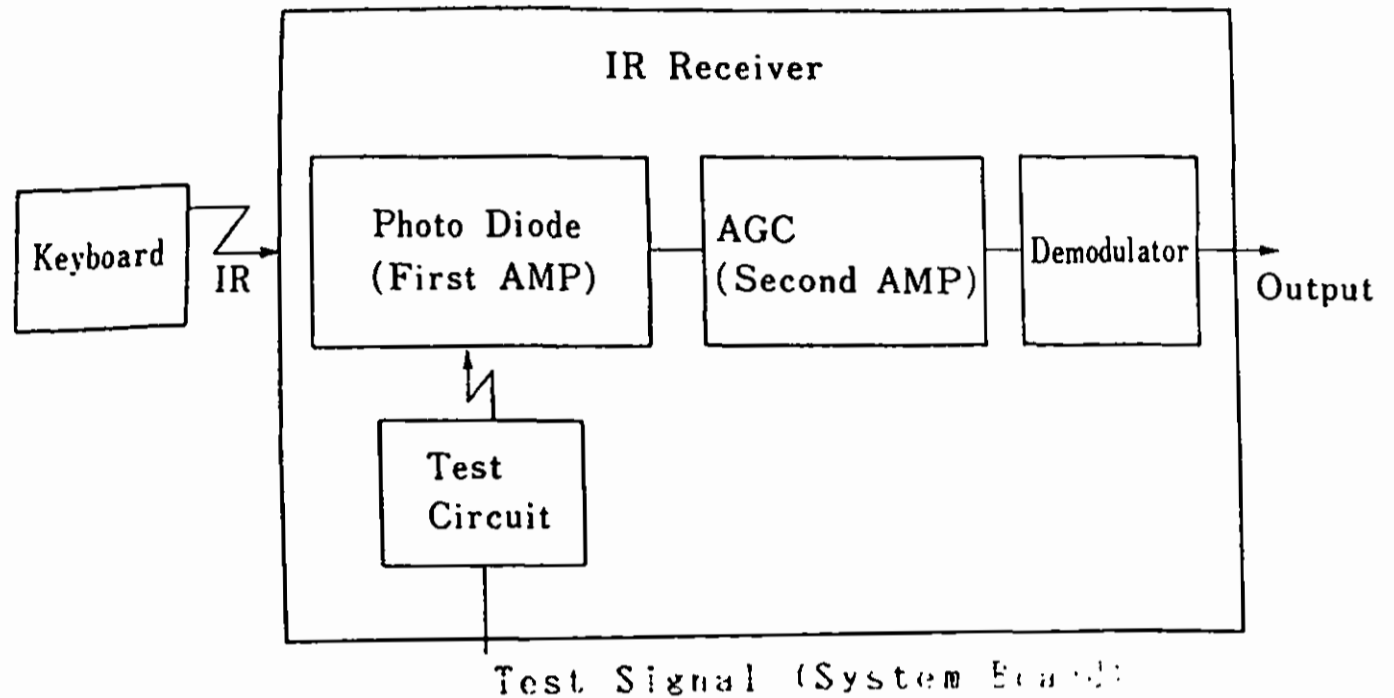 IR Receiver
Keyboard
IR
Photo Diode
(First AMP)
AGC
(Second AMP)
Demodulator
Output
Test
Circuit
Test Signal (System